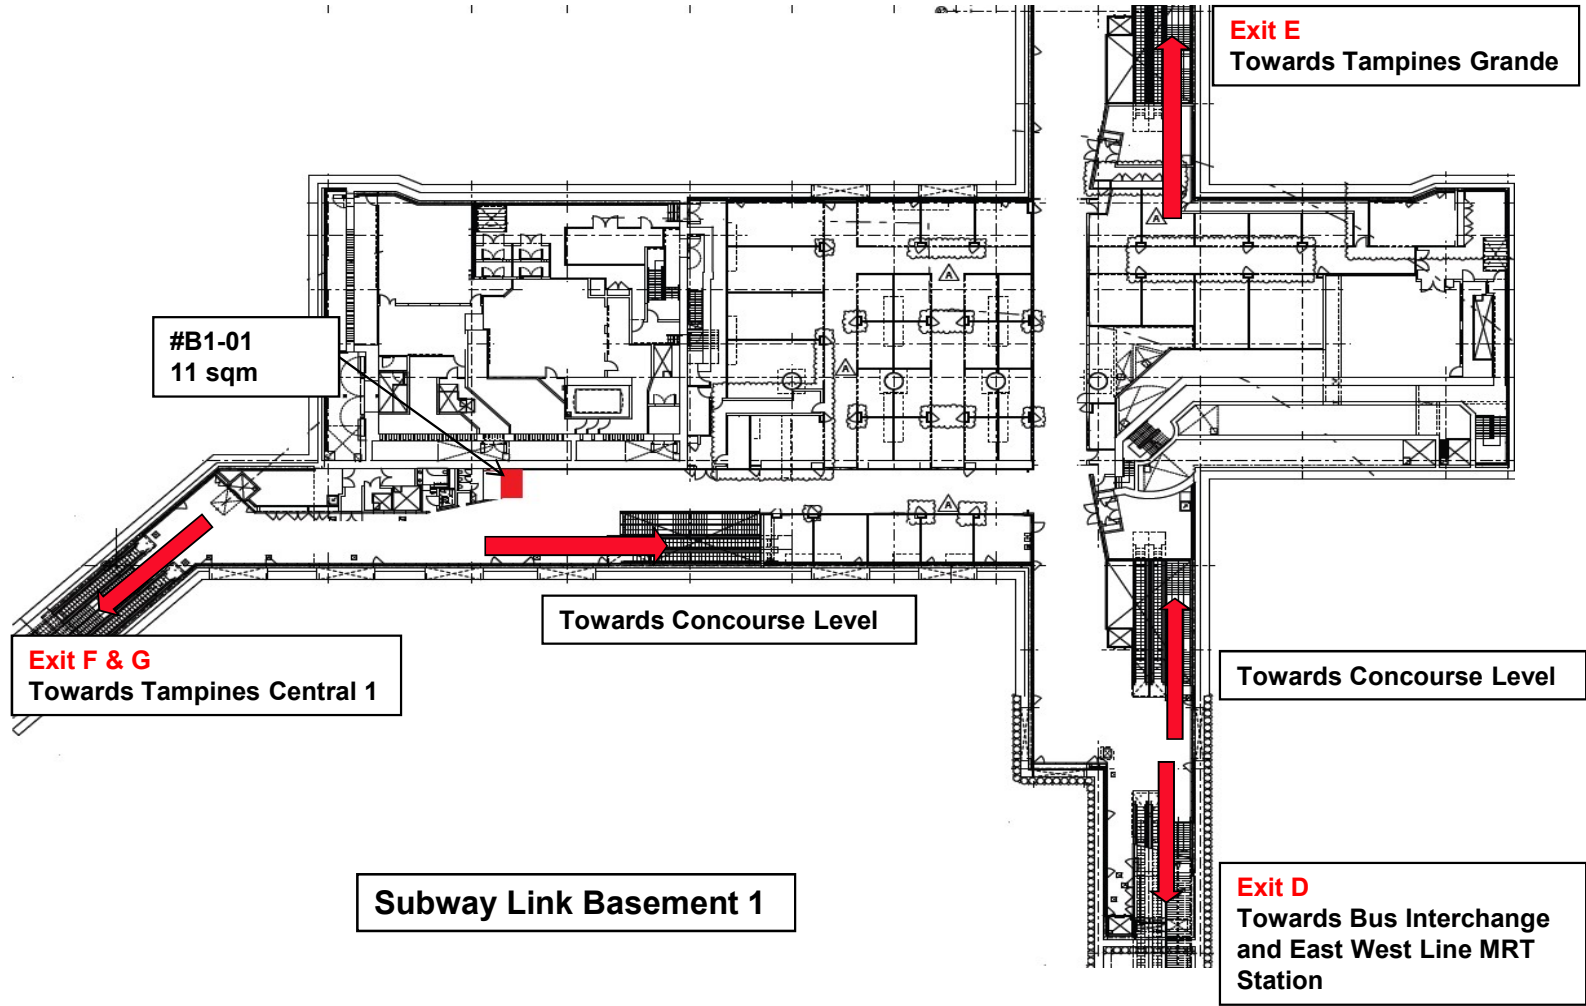 Exit E
Towards Tampines Grande
A
#B1-01
11 sqm
A
A
A
Towards Concourse Level
Exit F & G
Towards Tampines Central 1
Towards Concourse Level
Subway Link Basement 1
Exit D
Towards Bus Interchange
and East West Line MRT
Station